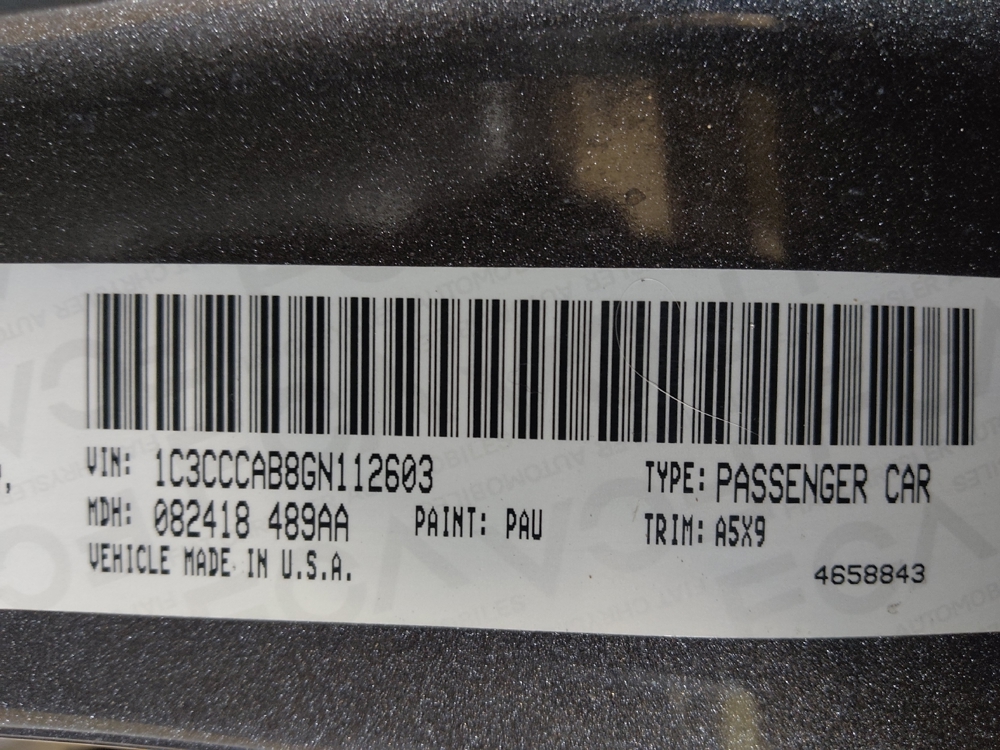 VIN: 1C3CCCAB8GN112603 TYPE: PASSENGER CAR
MDH: 082418 489AA PAINT: PAU TRIM: A5X9
VEHICLE MADE IN U.S.A.
4658843